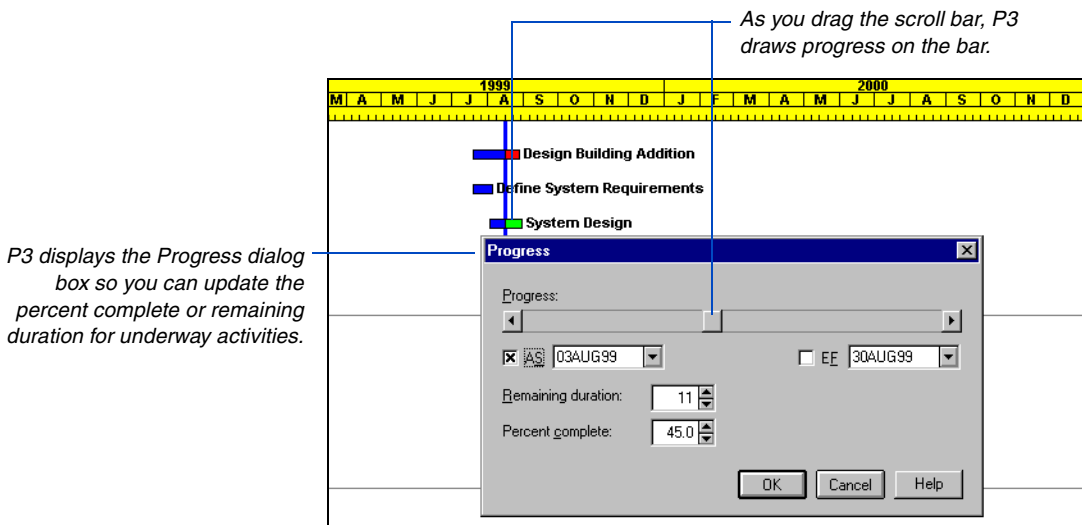 As you drag the scroll bar, P3
draws progress on the bar.
1999 2000
M A M J J A S O N D J F M A M J J A S O N D
Design Building Addition
Define System Requirements
System Design
P3 displays the Progress dialog
box so you can update the
percent complete or remaining
duration for underway activities.
Progress
Progress:
AS 03AUG99 EF 30AUG99
Remaining duration: 11
Percent complete: 45.0
OK Cancel Help